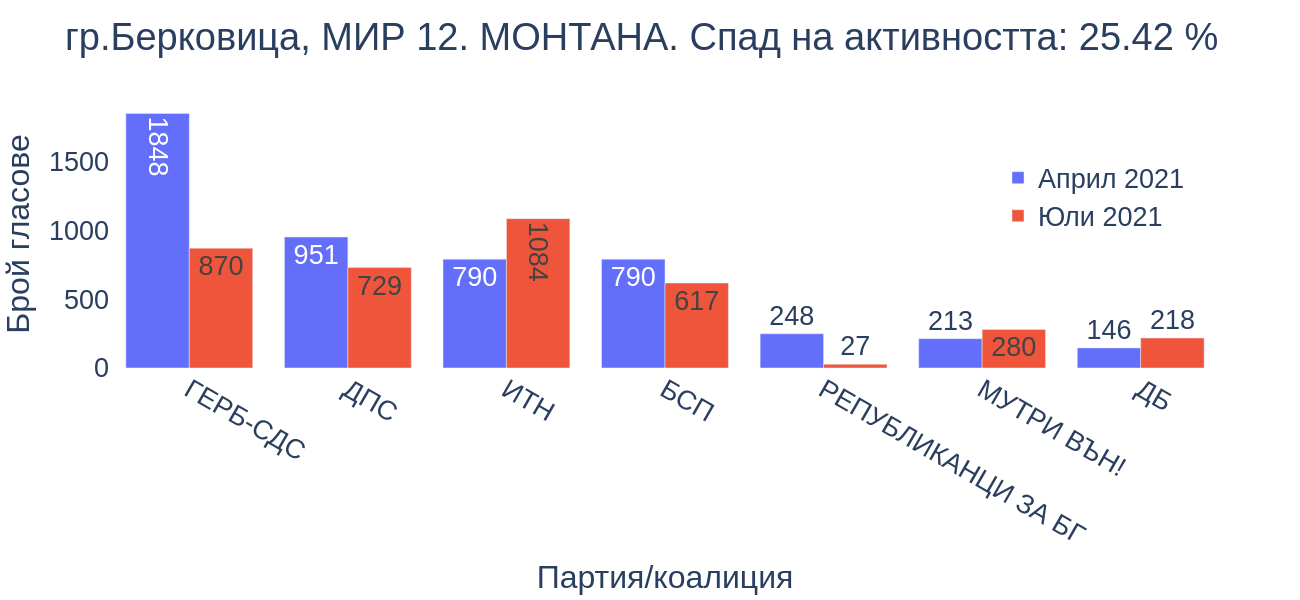 гр.Берковица, МИР 12. МОНТАНА. Спад на активността: 25.42 %
Брой гласове
1500
1000
500
0
Април 2021
Юли 2021
1848
870
951
729
790
1084
790
617
248
27
213
280
146
218
ГЕРБ-СДС
ДПС
ИТН
БСП
РЕПУБЛИКАНЦИ ЗА БГ
МУТРИ ВЪН!
ДБ
Партия/коалиция